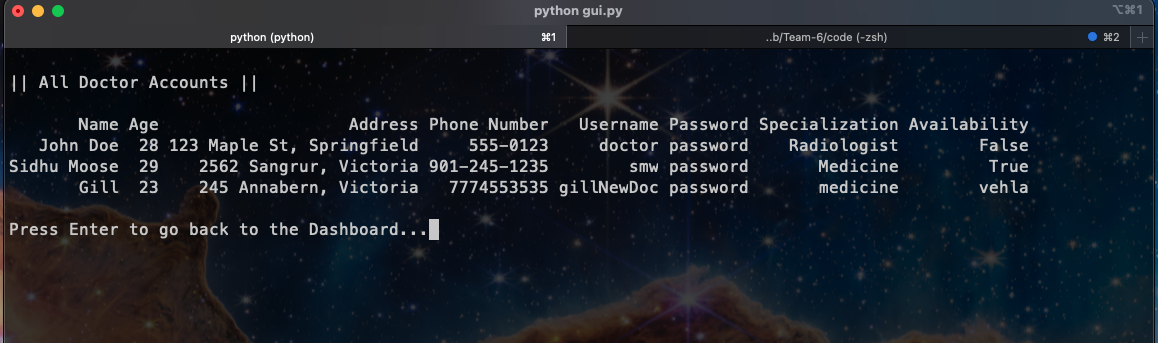 python gui.py ⌥⌘1
python (python) ⌘1 ..b/Team-6/code (-zsh) ⌘2
|| All Doctor Accounts ||
Name Age Address Phone Number Username Password Specialization Availability
John Doe 28 123 Maple St, Springfield 555-0123 doctor password Radiologist False
Sidhu Moose 29 2562 Sangrur, Victoria 901-245-1235 smw password Medicine True
Gill 23 245 Annabern, Victoria 7774553535 gillNewDoc password medicine vehla
Press Enter to go back to the Dashboard...